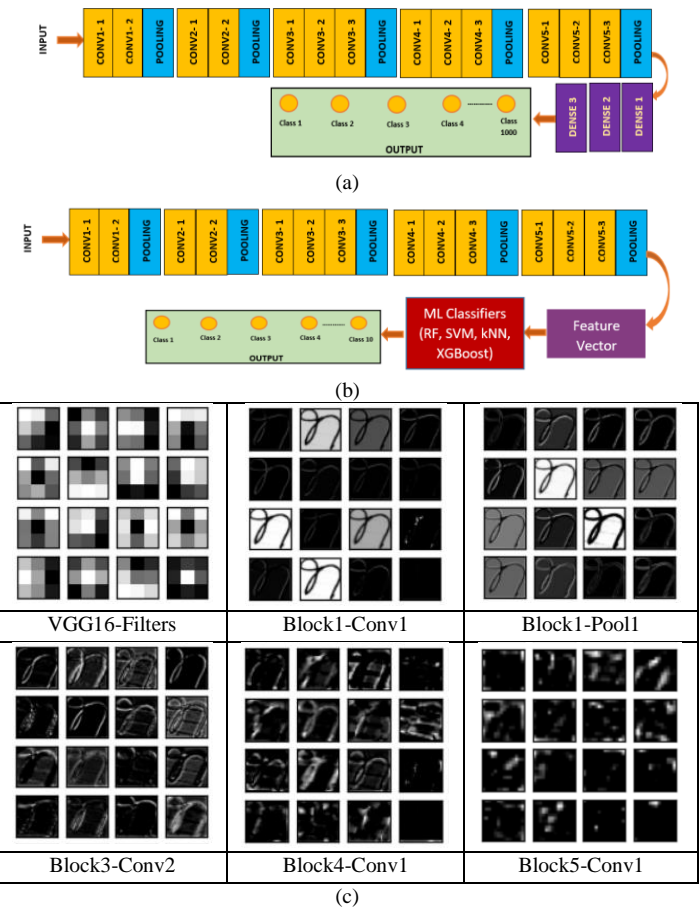 INPUT
CONV1- 1
CONV1- 2
POOLING
CONV2- 1
CONV2- 2
POOLING
CONV3- 1
CONV3- 2
CONV3- 3
POOLING
CONV4- 1
CONV4- 2
CONV4- 3
POOLING
CONV5-1
CONV5-2
CONV5-3
POOLING
DENSE 3
DENSE 2
DENSE 1
Class 1
Class 2
Class 3
Class 4
Class
1000
OUTPUT
(a)
INPUT
CONV1- 1
CONV1- 2
POOLING
CONV2- 1
CONV2- 2
POOLING
CONV3- 1
CONV3- 2
CONV3- 3
POOLING
CONV4- 1
CONV4- 2
CONV4- 3
POOLING
CONV5-1
CONV5-2
CONV5-3
POOLING
Class 1
Class 2
Class 3
Class 4
Class 10
OUTPUT
ML Classifiers
(RF, SVM, kNN,
XGBoost)
Feature
Vector
(b)
VGG16-Filters
Block1-Conv1
Block1-Pool1
Block3-Conv2
Block4-Conv1
Block5-Conv1
(c)